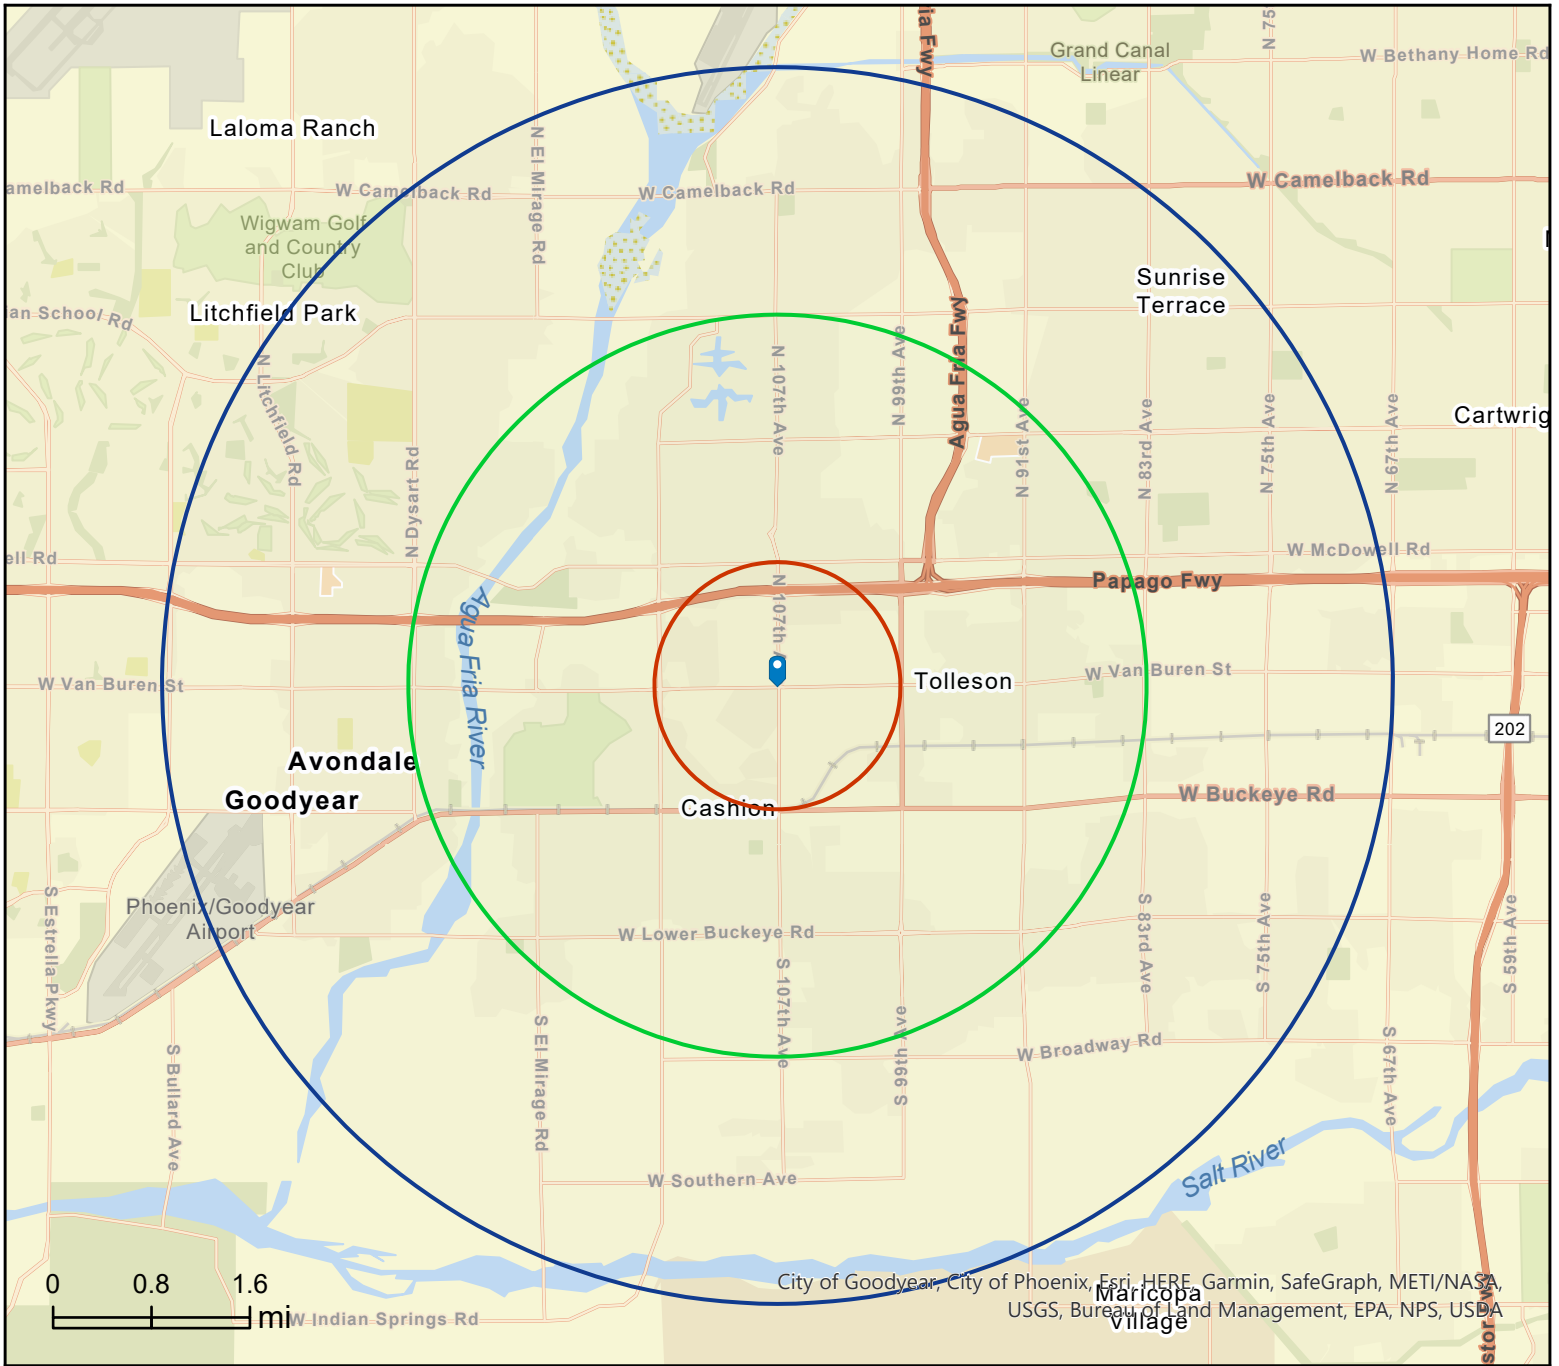 ia Fwy
N 75
Grand Canal
Linear
W Bethany Home Rd
Laloma Ranch
N El Mirage Rd
amelback Rd
W Camelback Rd
W Camelback Rd
W Camelback Rd
Wigwam Golf
and Country
Club
Sunrise
Terrace
Litchfield Park
ian School Rd
N Litchfield Rd
N 107th Ave
N 99th Ave
Agua Fria Fwy
N 91st Ave
N 83rd Ave
N 75th Ave
N 67th Ave
Cartwrig
N Dysart Rd
ell Rd
W McDowell Rd
Papago Fwy
N 107th A
Agua Fria River
W Van Buren St
Tolleson
W Van Buren St
202
Avondale
Goodyear
Cashion
W Buckeye Rd
S Estrella Pkwy
Phoenix/Goodyear
Airport
W Lower Buckeye Rd
S 107th Ave
S 83rd Ave
S 75th Ave
S 59th Ave
S Bullard Ave
S El Mirage Rd
S 99th Ave
W Broadway Rd
S 67th Ave
W Southern Ave
Salt River
0 0.8 1.6
mi
W Indian Springs Rd
City of Goodyear, City of Phoenix, Esri, HERE, Garmin, SafeGraph, METI/NASA,
USGS, Bureau of Land Management, EPA, NPS, USDA
Maricopa
Village